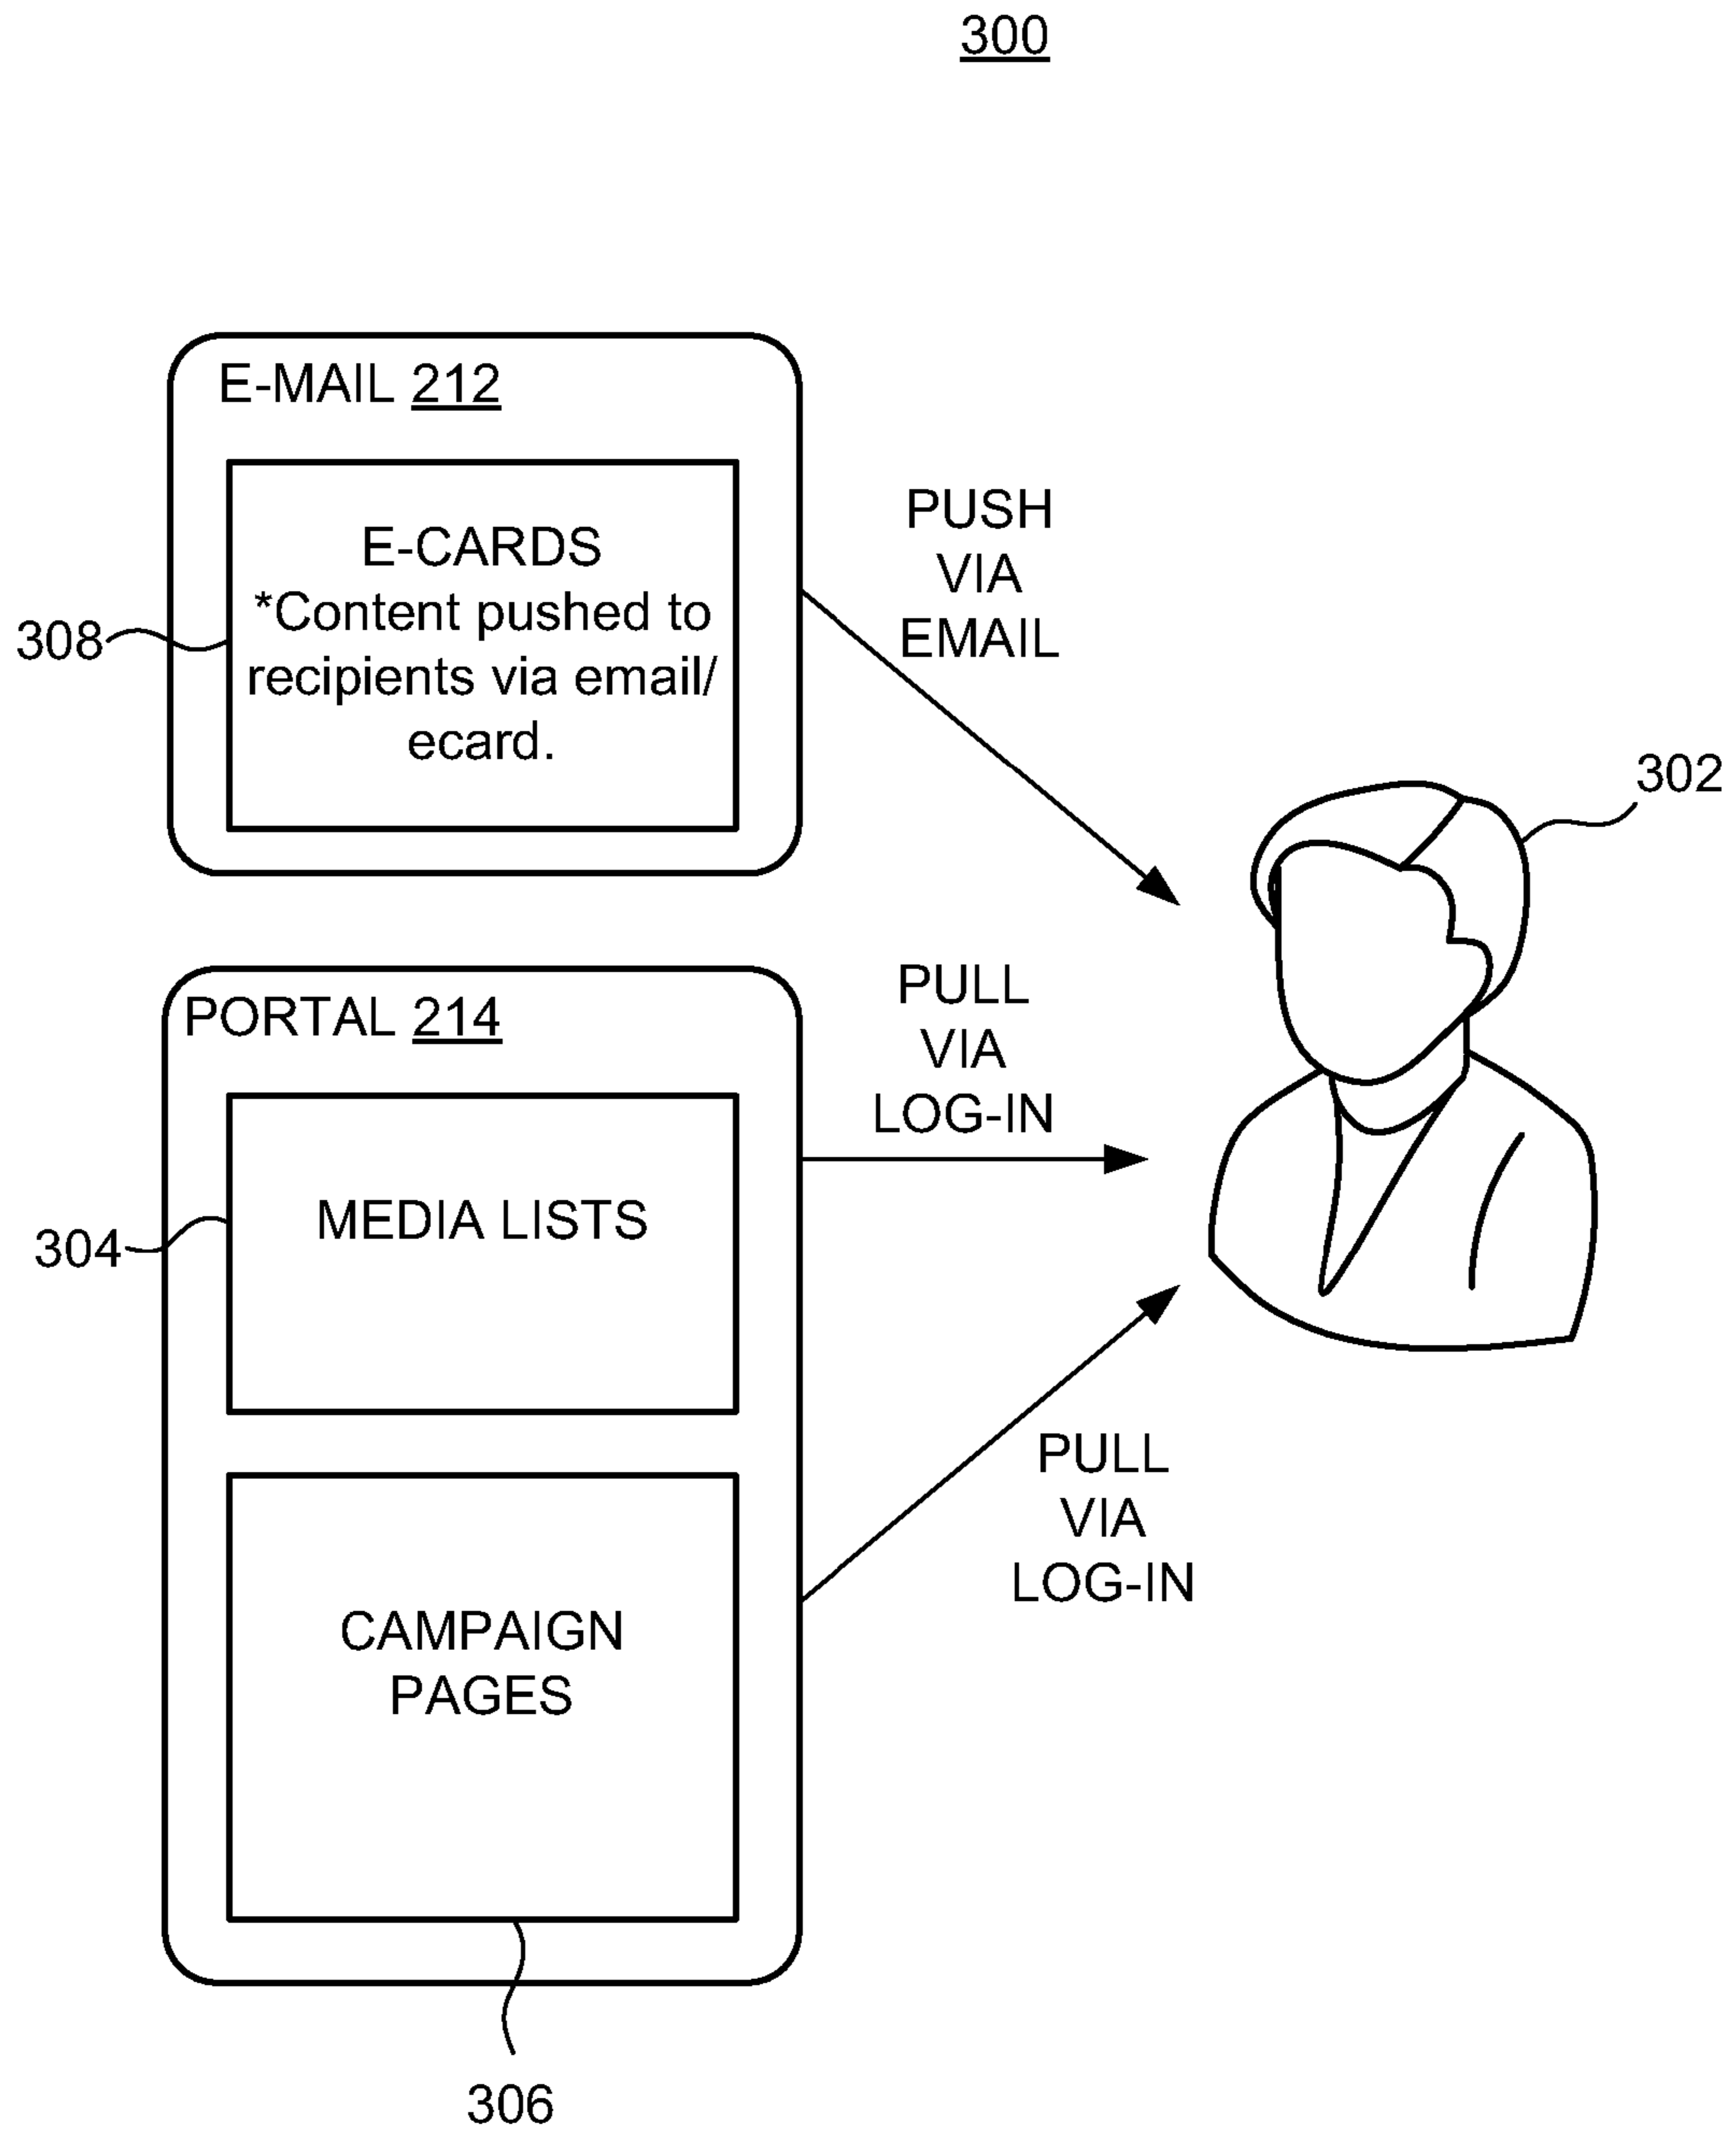 300
E-MAIL 212
E-CARDS
*Content pushed to
recipients via email/
ecard.
308
PUSH
VIA
EMAIL
302
PORTAL 214
PULL
VIA
LOG-IN
MEDIA LISTS
304
PULL
VIA
LOG-IN
CAMPAIGN
PAGES
306